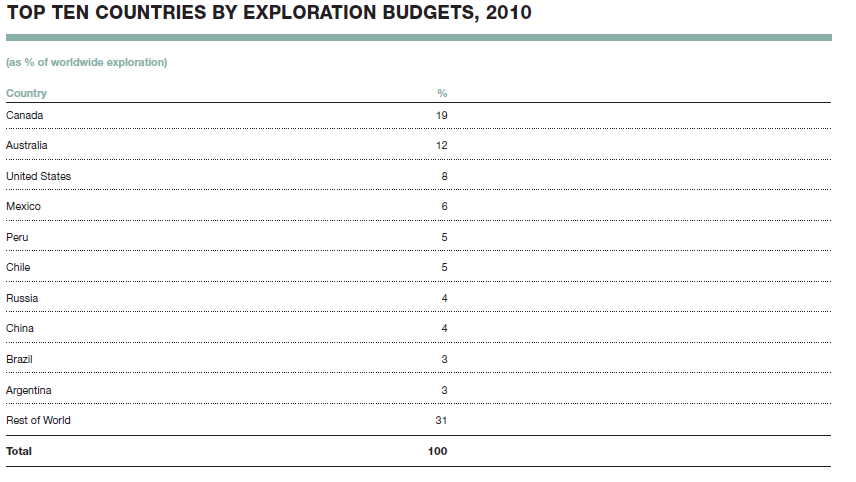 TOP TEN COUNTRIES BY EXPLORATION BUDGETS, 2010
(as % of worldwide exploration)
Country %
Canada 19
Australia 12
United States 8
Mexico 6
Peru 5
Chile 5
Russia 4
China 4
Brazil 3
Argentina 3
Rest of World 31
Total 100